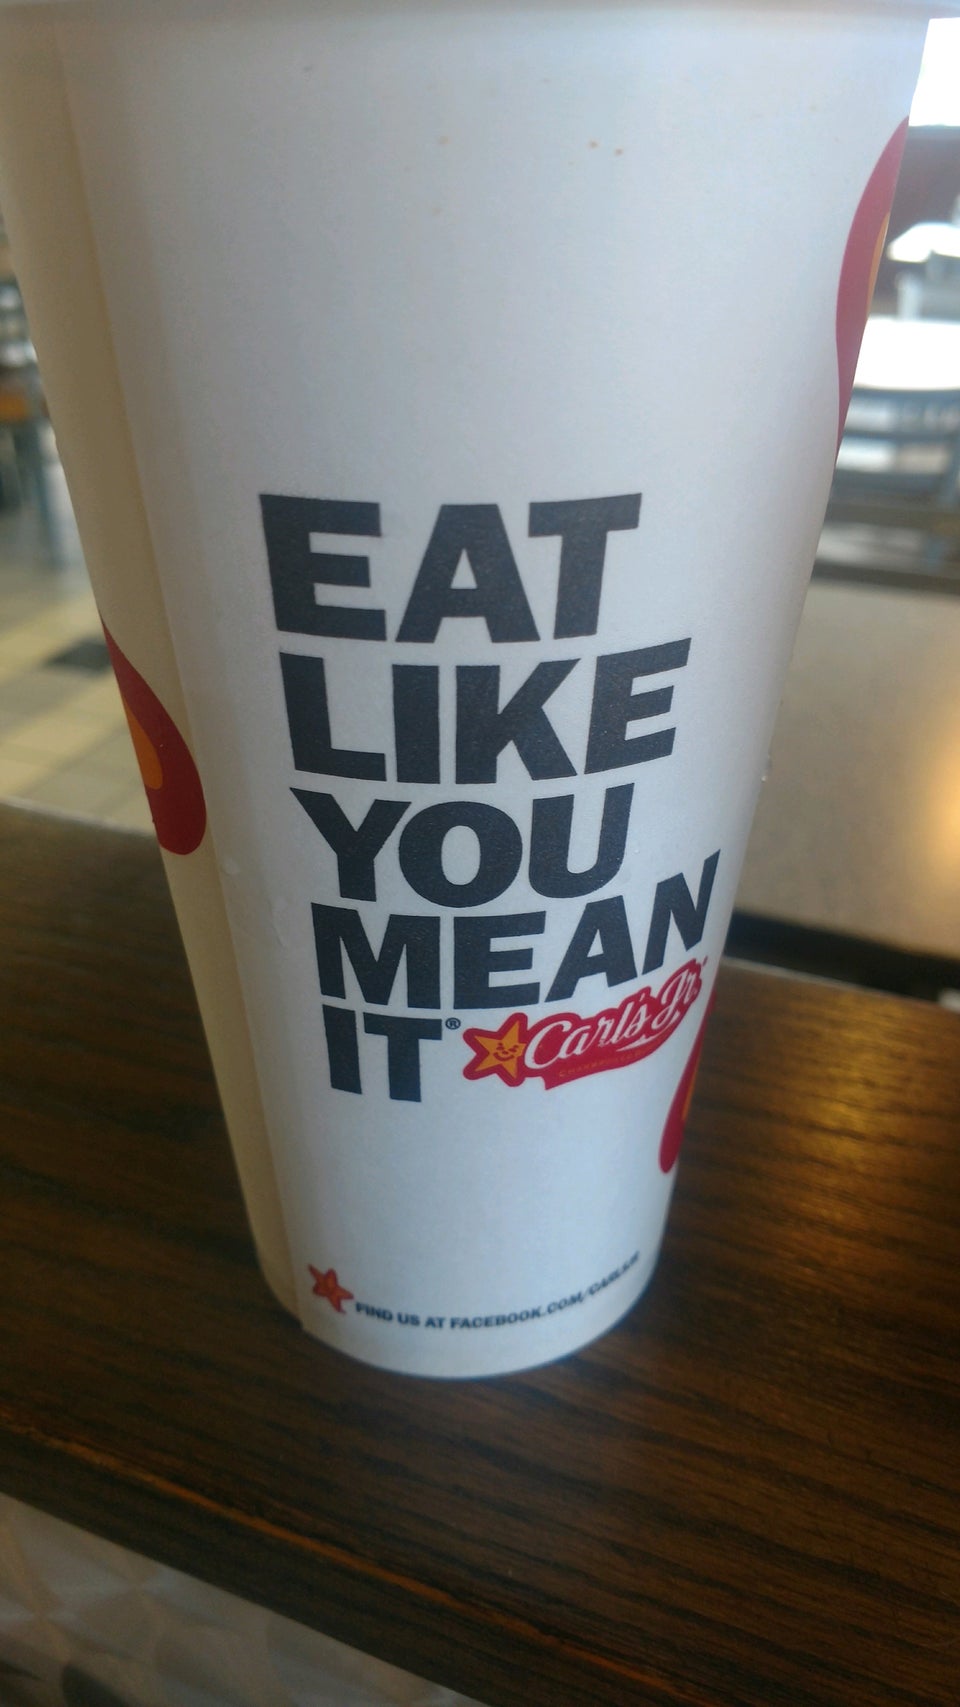 EAT
LIKE
YOU
MEAN
IT®
Carl's Jr.
FIND US AT FACEBOOK.COM/CARLSJR